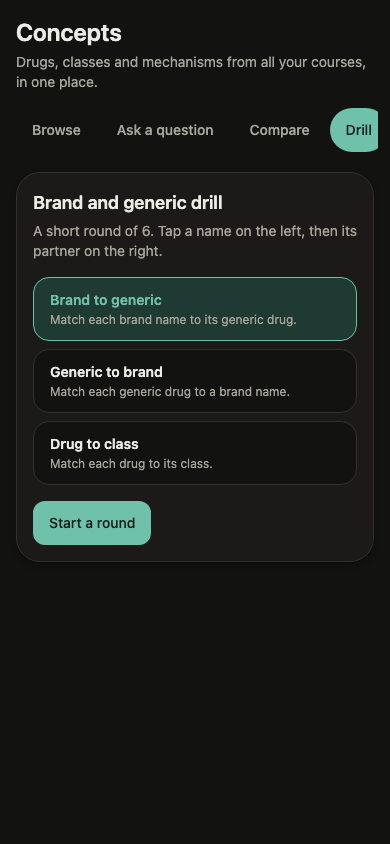 Concepts
Drugs, classes and mechanisms from all your courses,
in one place.
Browse
Ask a question
Compare
Drill
Brand and generic drill
A short round of 6. Tap a name on the left, then its
partner on the right.
Brand to generic
Match each brand name to its generic drug.
Generic to brand
Match each generic drug to a brand name.
Drug to class
Match each drug to its class.
Start a round